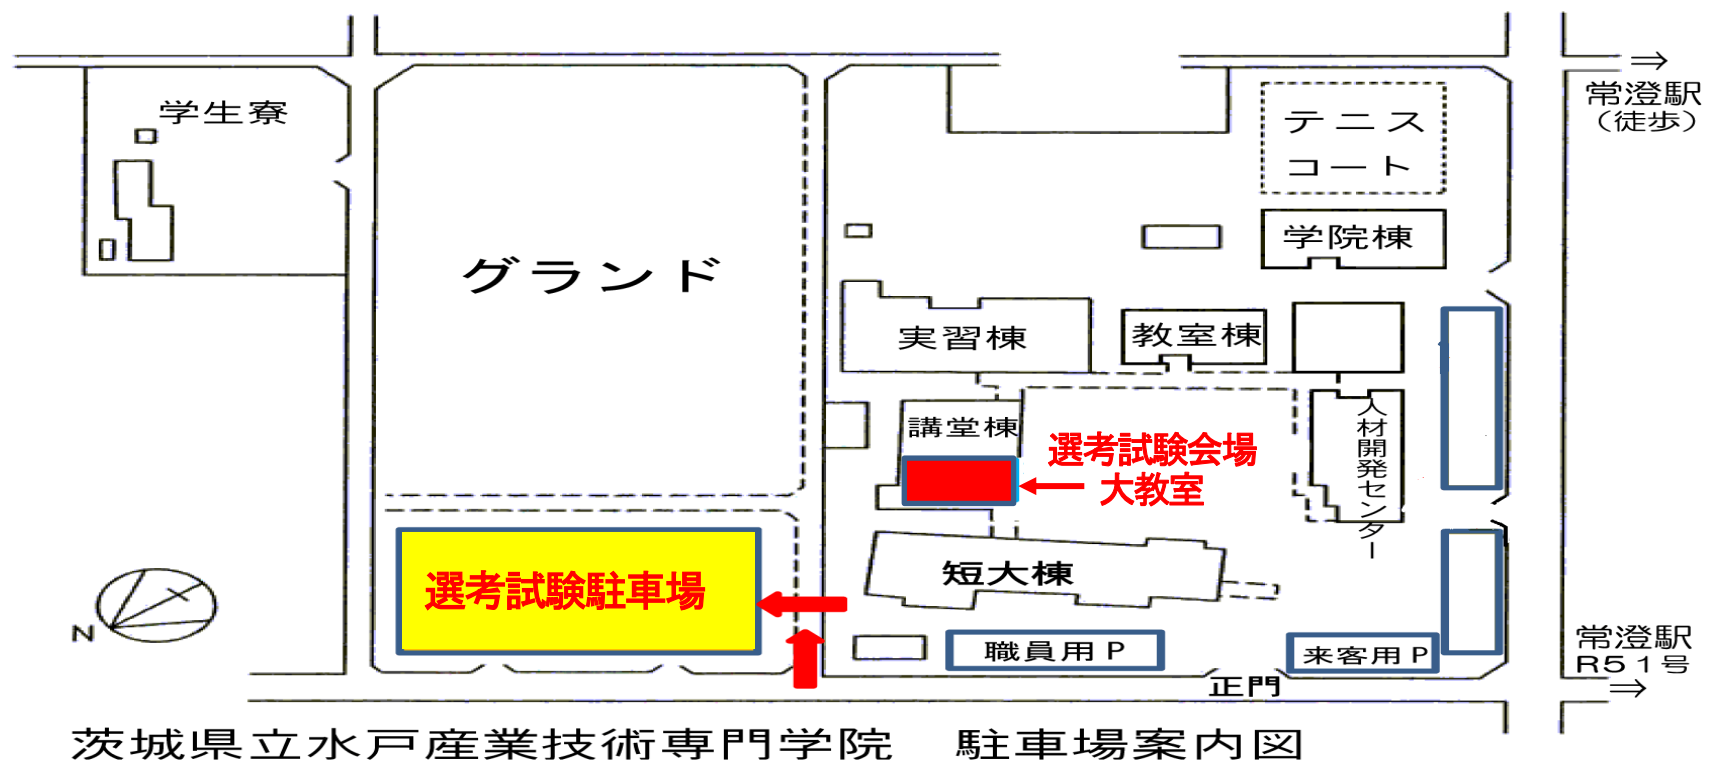 学生寮
グランド
テニス
コート
常澄駅
（徒歩）
学院棟
実習棟
教室棟
講堂棟
選考試験会場
大教室
人材開発センター
選考試験駐車場
短大棟
職員用P
来客用P
正門
常澄駅
R51号
N
茨城県立水戸産業技術専門学院　駐車場案内図